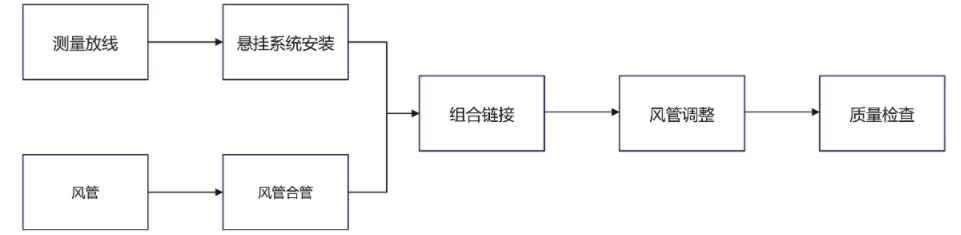 测量放线
悬挂系统安装
组合链接
风管调整
质量检查
风管
风管合管